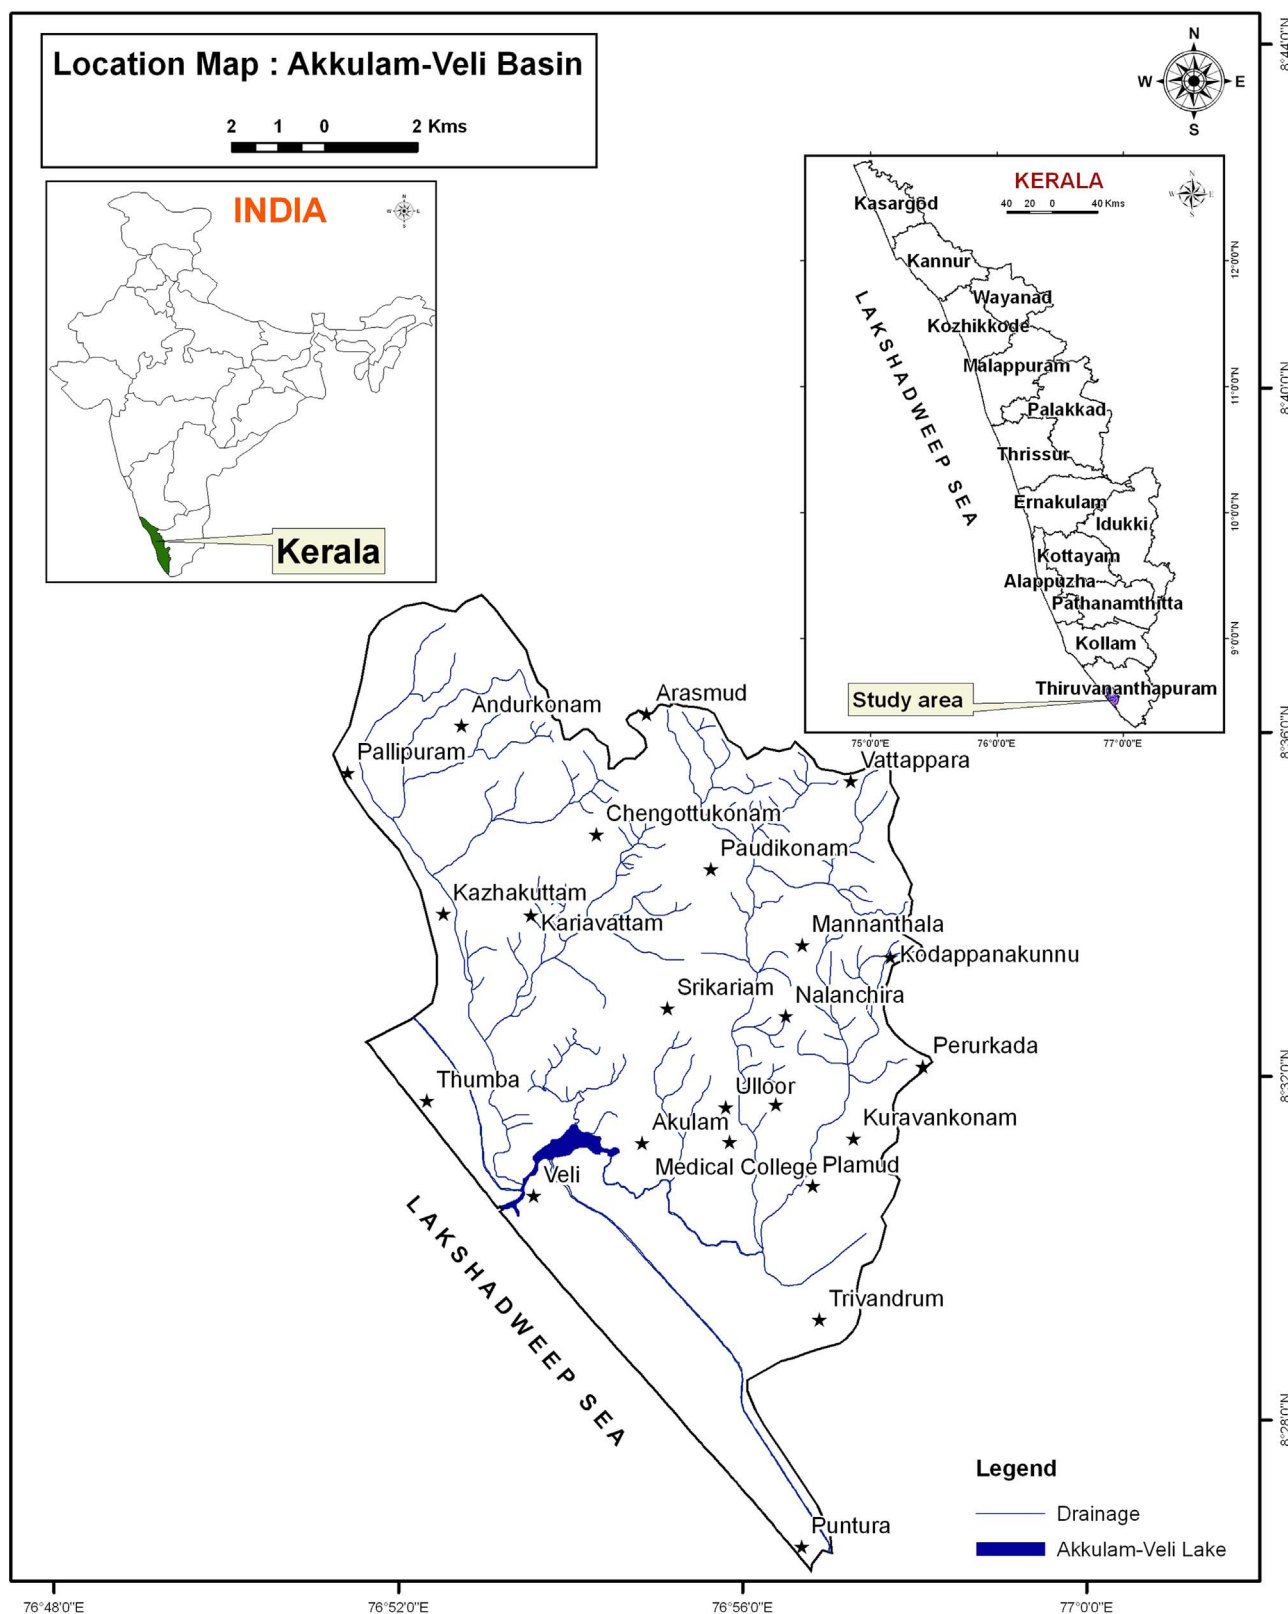 Location Map : Akkulam-Veli Basin
2 1 0 2 Kms
N
W E
S
8°44'0"N
INDIA
N
W E
S
Kerala
KERALA
40 20 0 40 Kms
N
W E
S
Kasargod
Kannur
Wayanad
Kozhikkode
Malappuram
Palakkad
Thrissur
Ernakulam
Idukki
Kottayam
Alappuzha
Pathanamthitta
Kollam
Thiruvananthapuram
Study area
LAKSHADWEEP SEA
12°0'0"N
11°0'0"N
10°0'0"N
9°0'0"N
75°0'0"E 76°0'0"E 77°0'0"E
8°40'0"N
8°36'0"N
Arasmud
Andurkonam
Pallipuram
Vattappara
Chengottukonam
Paudikonam
Kazhakuttam
Kariavattam
Mannanthala
Kodappanakunnu
Srikariam
Nalanchira
Perurkada
Thumba
Ulloor
Akulam
Kuravankonam
Medical College
Plamud
Veli
Trivandrum
Puntura
LAKSHADWEEP SEA
8°32'0"N
8°28'0"N
Legend
Drainage
Akkulam-Veli Lake
76°48'0"E 76°52'0"E 76°56'0"E 77°0'0"E